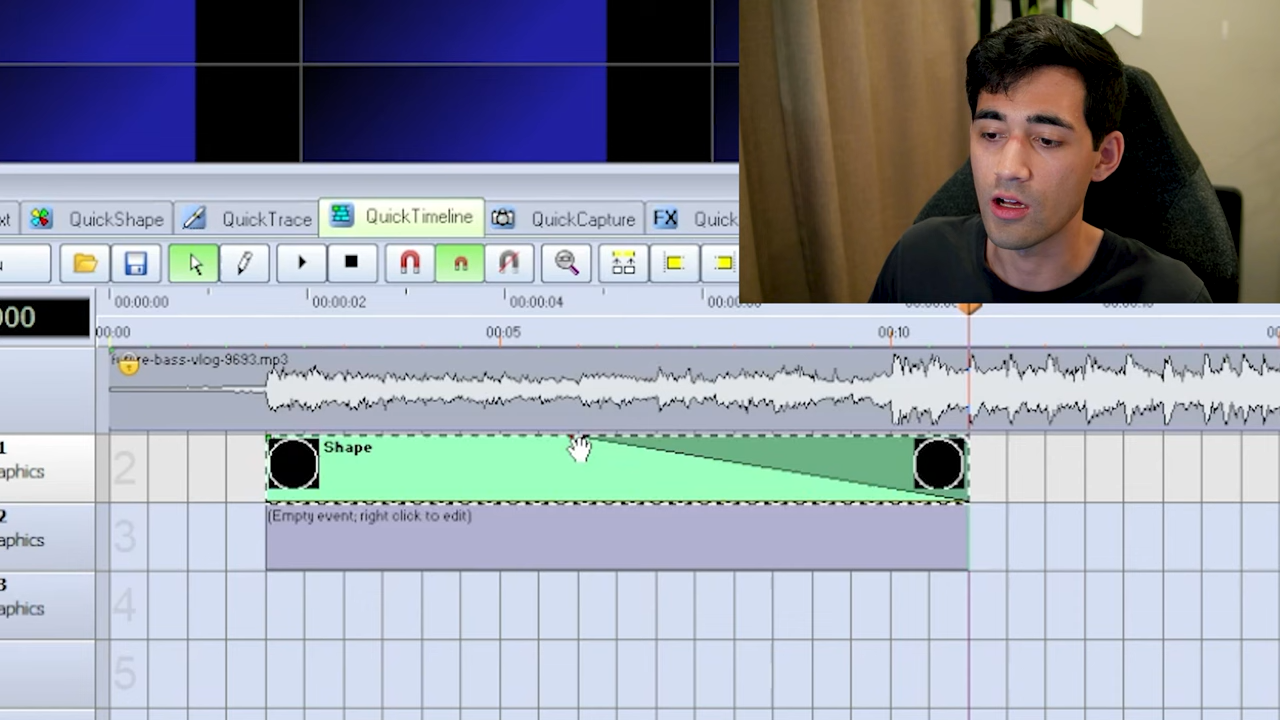 xt QuickShape QuickTrace QuickTimeline QuickCapture FX Quick
000
00:00:00 00:00:02 00:00:04
00:00 00:05 00:10 00
re-bass-vlog-9693.mp3
1
aphics
2
Shape
2
aphics
3
(Empty event; right click to edit)
3
aphics
4
5